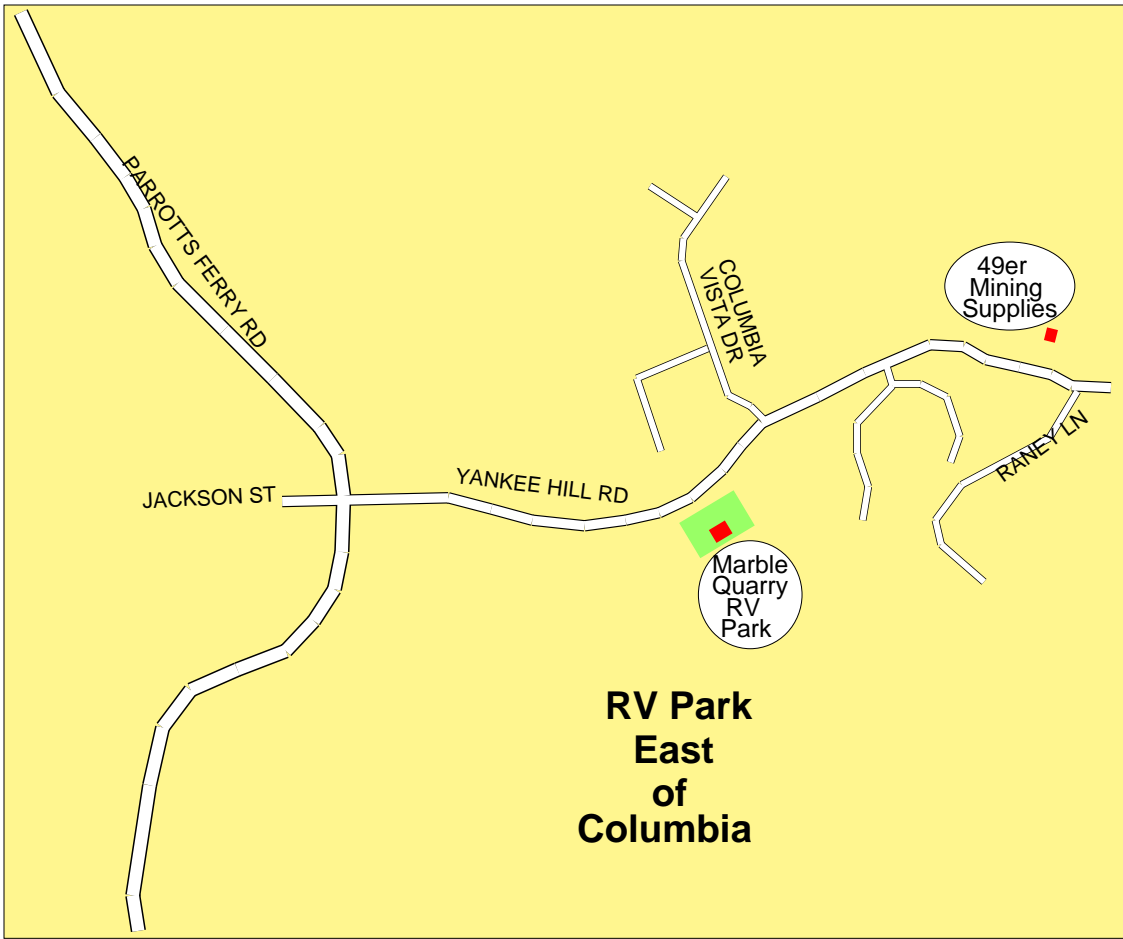 PARROTTS FERRY RD
COLUMBIA
VISTA DR
49er
Mining
Supplies
JACKSON ST
YANKEE HILL RD
RANEY LN
Marble
Quarry
RV
Park
RV Park
East
of
Columbia